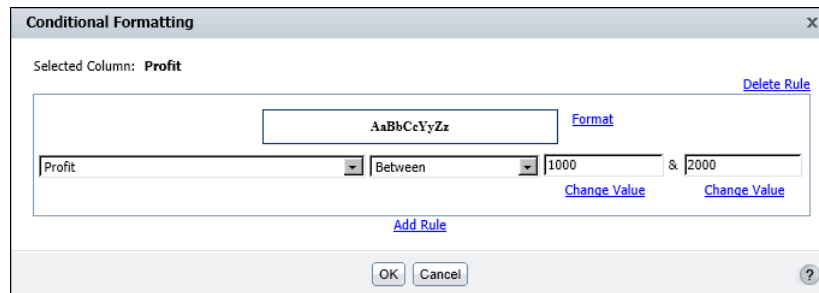 Conditional Formatting x
Selected Column: Profit
Delete Rule
AaBbCcYyZz Format
Profit Between 1000 & 2000
Change Value Change Value
Add Rule
OK Cancel ?